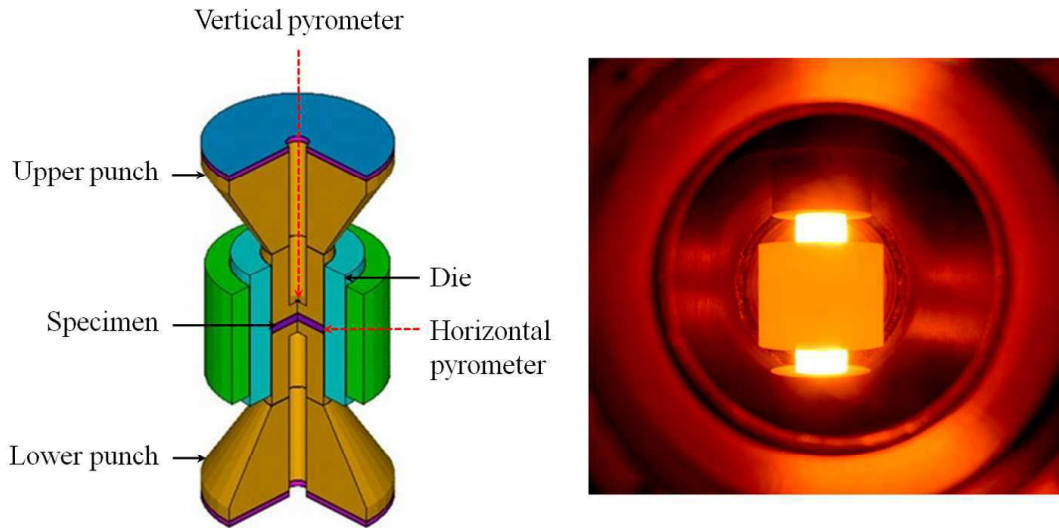 Vertical pyrometer
Upper punch
Die
Specimen
Horizontal
pyrometer
Lower punch